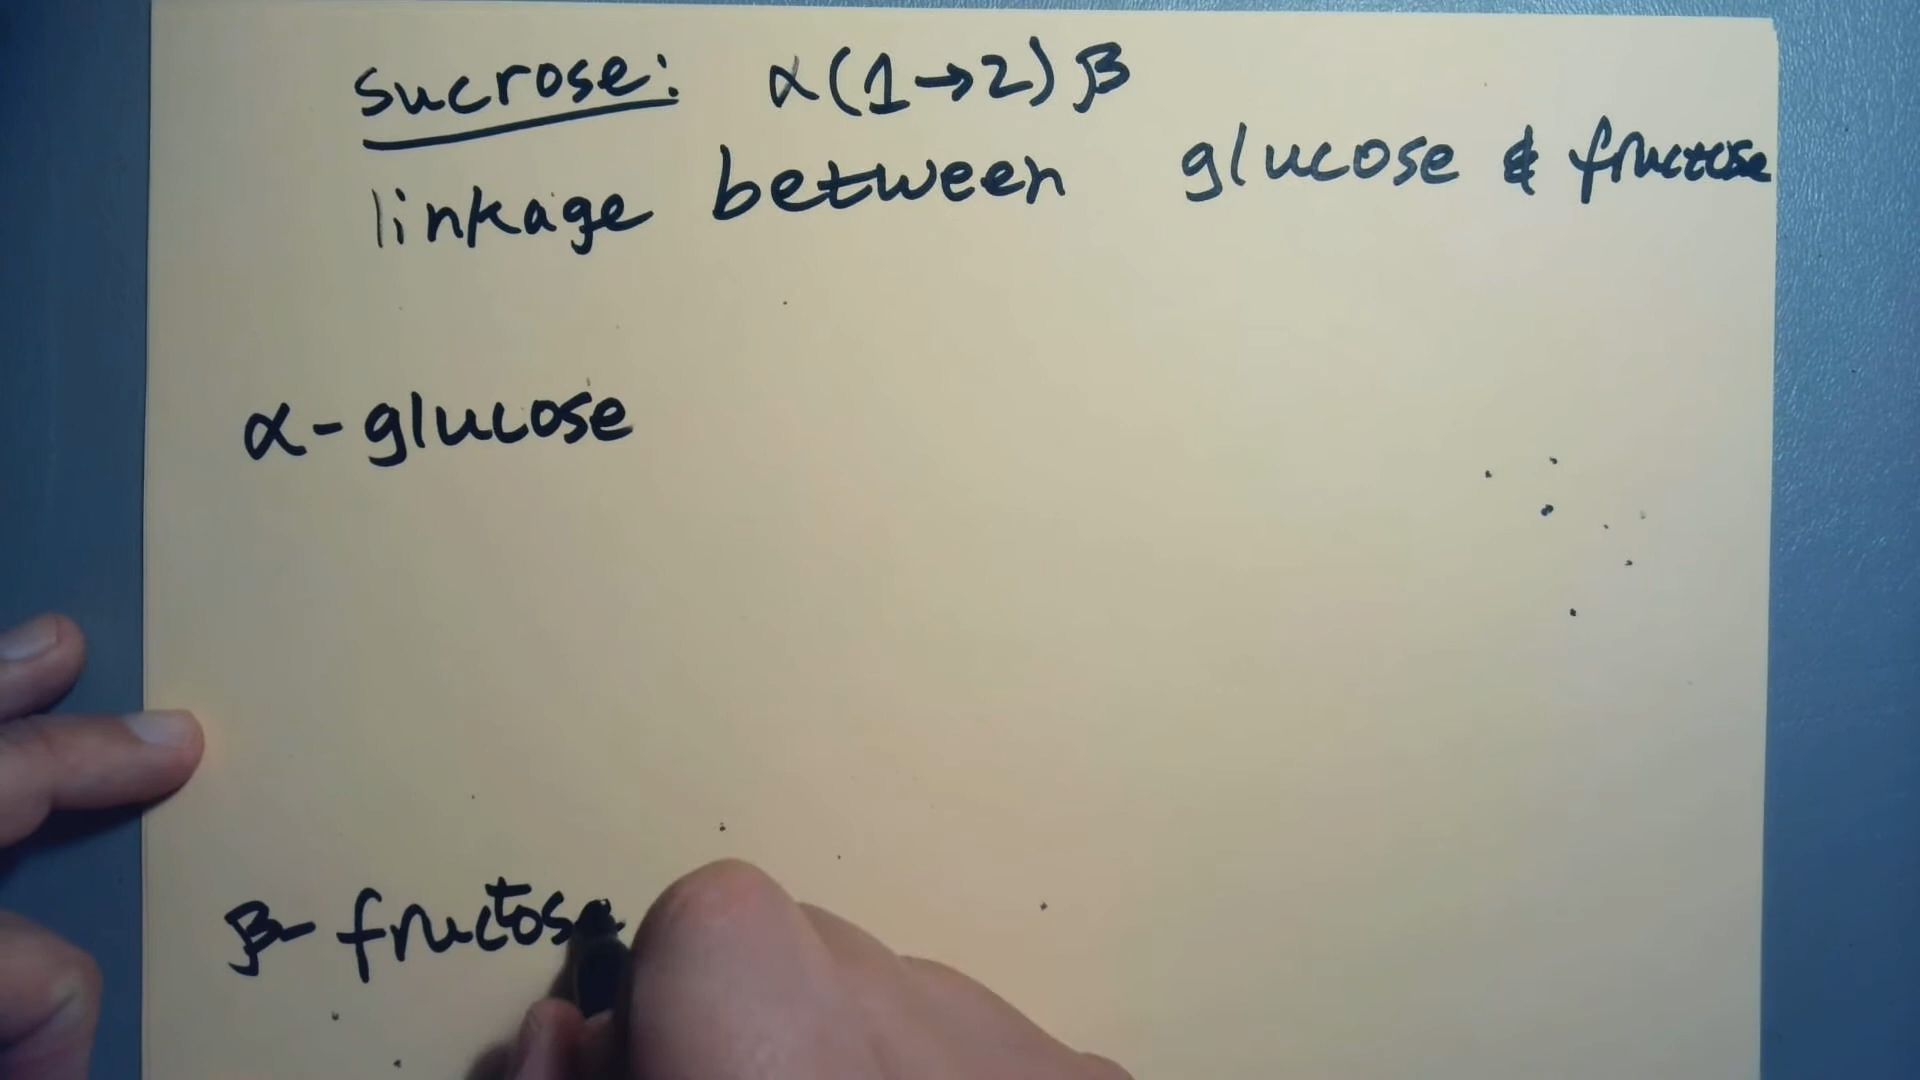 sucrose: α(1→2)β
linkage between glucose & fructose
α-glucose
β-fructose